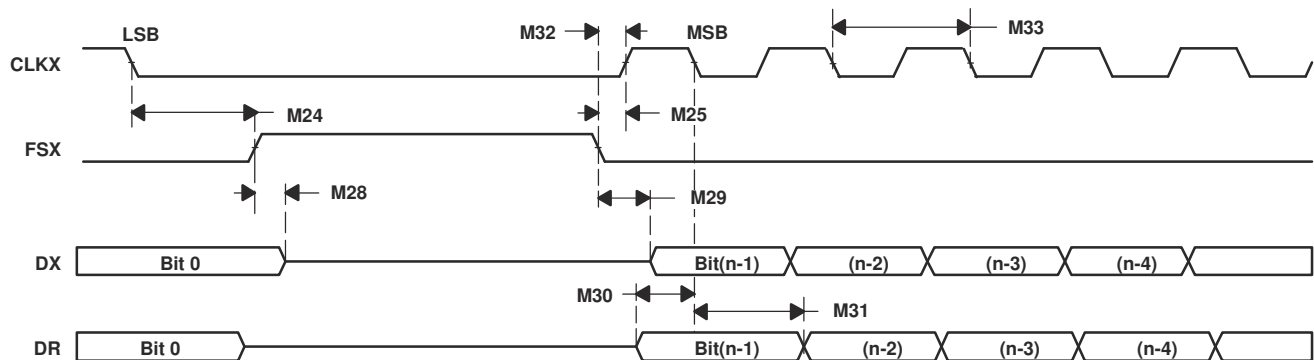 LSB
M32
MSB
M33
CLKX
M24
M25
FSX
M28
M29
DX
Bit 0
Bit(n-1)
(n-2)
(n-3)
(n-4)
M30
M31
DR
Bit 0
Bit(n-1)
(n-2)
(n-3)
(n-4)